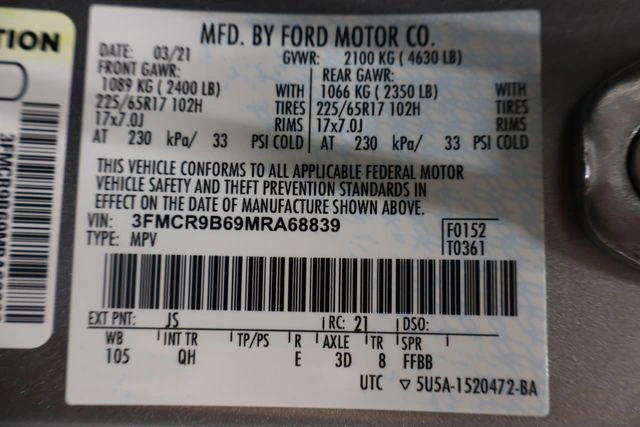 TION
MFD. BY FORD MOTOR CO.
DATE: 03/21 GVWR: 2100 KG ( 4630 LB)
FRONT GAWR: REAR GAWR:
1089 KG ( 2400 LB) WITH 1066 KG ( 2350 LB) WITH
225/65R17 102H TIRES 225/65R17 102H TIRES
17x7.0J RIMS 17x7.0J RIMS
AT 230 kPa/ 33 PSI COLD AT 230 kPa/ 33 PSI COLD
THIS VEHICLE CONFORMS TO ALL APPLICABLE FEDERAL MOTOR
VEHICLE SAFETY AND THEFT PREVENTION STANDARDS IN
EFFECT ON THE DATE OF MANUFACTURE SHOWN ABOVE.
VIN: 3FMCR9B69MRA68839 F0152
TYPE: MPV T0361
EXT PNT: JS RC: 21 DSO:
WB INT TR TP/PS R AXLE TR SPR
105 QH E 3D 8 FFBB
UTC ▽5U5A-1520472-BA